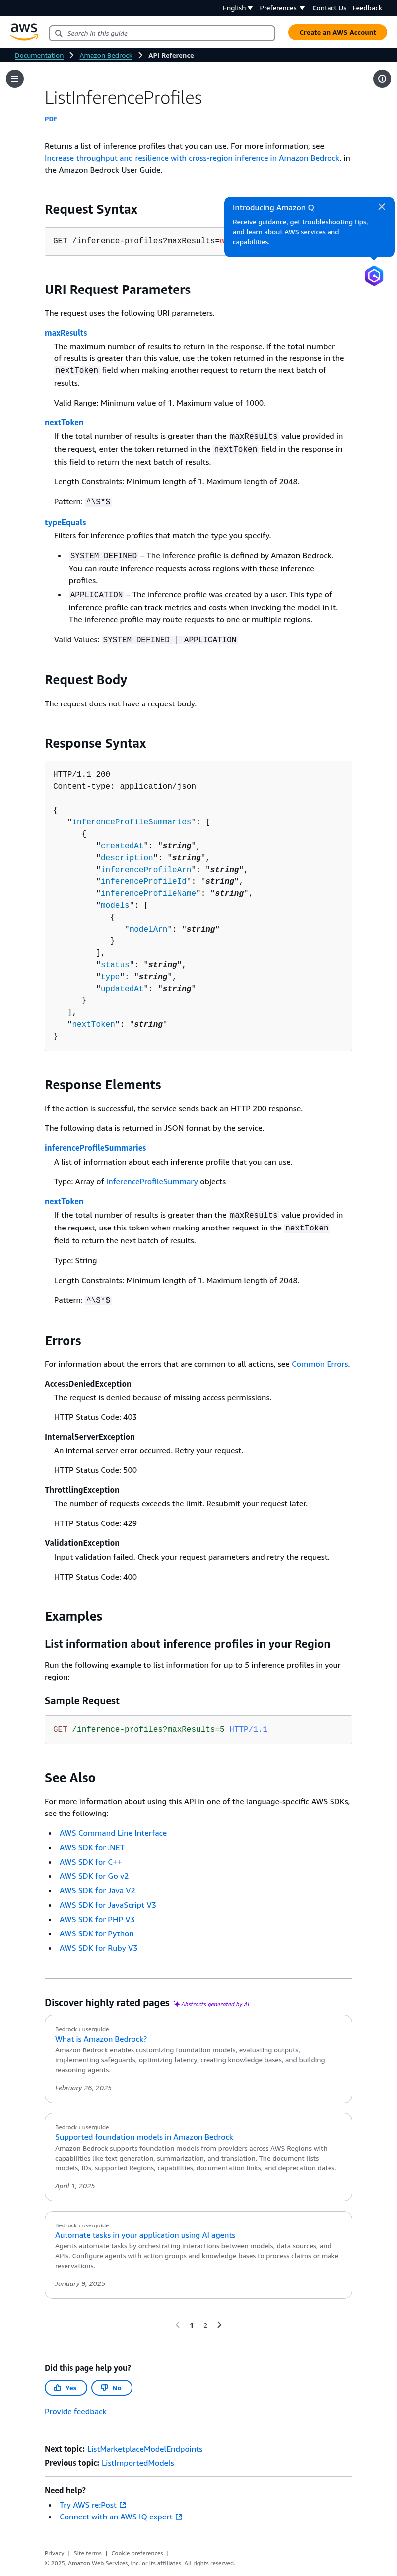 English Preferences Contact Us Feedback
aws
Search in this guide
Create an AWS Account
Documentation Amazon Bedrock API Reference
ListInferenceProfiles
PDF
Returns a list of inference profiles that you can use. For more information, see
Increase throughput and resilience with cross-region inference in Amazon Bedrock. in
the Amazon Bedrock User Guide.
Request Syntax
Introducing Amazon Q
Receive guidance, get troubleshooting tips,
and learn about AWS services and
capabilities.
GET /inference-profiles?maxResults=
URI Request Parameters
The request uses the following URI parameters.
maxResults
The maximum number of results to return in the response. If the total number
of results is greater than this value, use the token returned in the response in the
nextToken field when making another request to return the next batch of
results.
Valid Range: Minimum value of 1. Maximum value of 1000.
nextToken
If the total number of results is greater than the maxResults value provided in
the request, enter the token returned in the nextToken field in the response in
this field to return the next batch of results.
Length Constraints: Minimum length of 1. Maximum length of 2048.
Pattern: ^\S*$
typeEquals
Filters for inference profiles that match the type you specify.
• SYSTEM_DEFINED – The inference profile is defined by Amazon Bedrock.
You can route inference requests across regions with these inference
profiles.
• APPLICATION – The inference profile was created by a user. This type of
inference profile can track metrics and costs when invoking the model in it.
The inference profile may route requests to one or multiple regions.
Valid Values: SYSTEM_DEFINED | APPLICATION
Request Body
The request does not have a request body.
Response Syntax
HTTP/1.1 200
Content-type: application/json
{
"inferenceProfileSummaries": [
{
"createdAt": "string",
"description": "string",
"inferenceProfileArn": "string",
"inferenceProfileId": "string",
"inferenceProfileName": "string",
"models": [
{
"modelArn": "string"
}
],
"status": "string",
"type": "string",
"updatedAt": "string"
}
],
"nextToken": "string"
}
Response Elements
If the action is successful, the service sends back an HTTP 200 response.
The following data is returned in JSON format by the service.
inferenceProfileSummaries
A list of information about each inference profile that you can use.
Type: Array of InferenceProfileSummary objects
nextToken
If the total number of results is greater than the maxResults value provided in
the request, use this token when making another request in the nextToken
field to return the next batch of results.
Type: String
Length Constraints: Minimum length of 1. Maximum length of 2048.
Pattern: ^\S*$
Errors
For information about the errors that are common to all actions, see Common Errors.
AccessDeniedException
The request is denied because of missing access permissions.
HTTP Status Code: 403
InternalServerException
An internal server error occurred. Retry your request.
HTTP Status Code: 500
ThrottlingException
The number of requests exceeds the limit. Resubmit your request later.
HTTP Status Code: 429
ValidationException
Input validation failed. Check your request parameters and retry the request.
HTTP Status Code: 400
Examples
List information about inference profiles in your Region
Run the following example to list information for up to 5 inference profiles in your
region:
Sample Request
GET /inference-profiles?maxResults=5 HTTP/1.1
See Also
For more information about using this API in one of the language-specific AWS SDKs,
see the following:
• AWS Command Line Interface
• AWS SDK for .NET
• AWS SDK for C++
• AWS SDK for Go v2
• AWS SDK for Java V2
• AWS SDK for JavaScript V3
• AWS SDK for PHP V3
• AWS SDK for Python
• AWS SDK for Ruby V3
Discover highly rated pages Abstracts generated by AI
Bedrock › userguide
What is Amazon Bedrock?
Amazon Bedrock enables customizing foundation models, evaluating outputs,
implementing safeguards, optimizing latency, creating knowledge bases, and building
reasoning agents.
February 26, 2025
Bedrock › userguide
Supported foundation models in Amazon Bedrock
Amazon Bedrock supports foundation models from providers across AWS Regions with
capabilities like text generation, summarization, and translation. The document lists
models, IDs, supported Regions, capabilities, documentation links, and deprecation dates.
April 1, 2025
Bedrock › userguide
Automate tasks in your application using AI agents
Agents automate tasks by orchestrating interactions between models, data sources, and
APIs. Configure agents with action groups and knowledge bases to process claims or make
reservations.
January 9, 2025
1 2
Did this page help you?
Yes No
Provide feedback
Next topic: ListMarketplaceModelEndpoints
Previous topic: ListImportedModels
Need help?
• Try AWS re:Post
• Connect with an AWS IQ expert
Privacy | Site terms | Cookie preferences |
© 2025, Amazon Web Services, Inc. or its affiliates. All rights reserved.